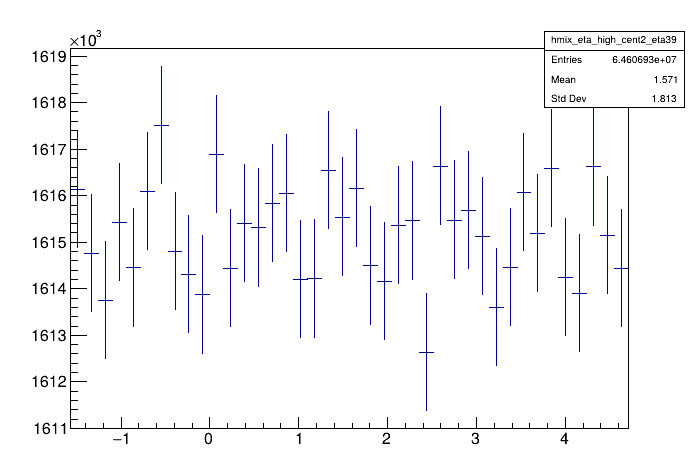 ×10³
hmix_eta_high_cent2_eta39
Entries 6.460693e+07
Mean 1.571
Std Dev 1.813
1619
1618
1617
1616
1615
1614
1613
1612
1611
−1 0 1 2 3 4